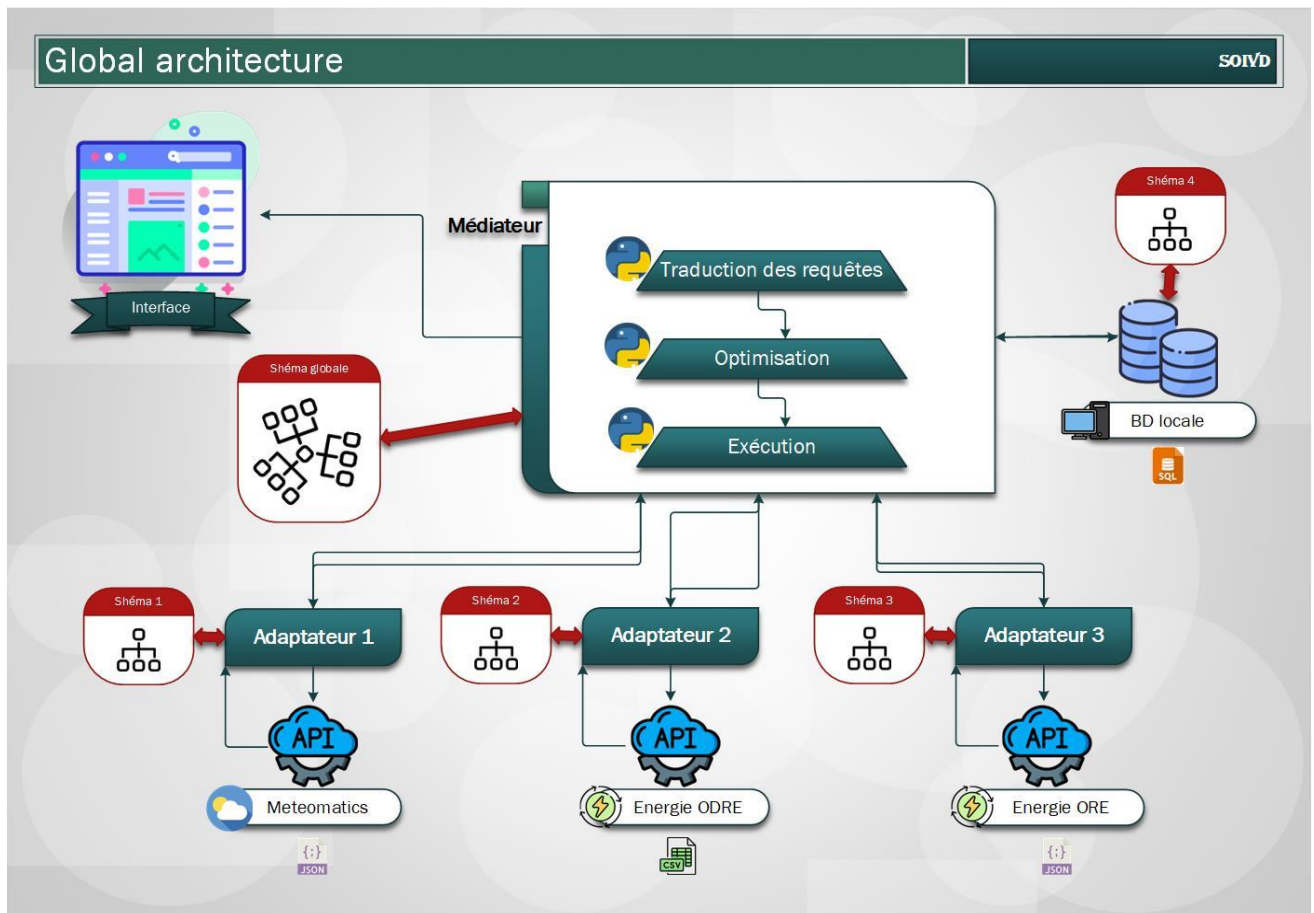 Global architecture
SOIVD
Shéma 4
Médiateur
Traduction des requêtes
Interface
Optimisation
Shéma globale
BD locale
Exécution
SQL
Shéma 1
Shéma 2
Shéma 3
Adaptateur 1
Adaptateur 2
Adaptateur 3
API
API
API
Meteomatics
Energie ODRE
Energie ORE
{;}
JSON
CSV
{;}
JSON